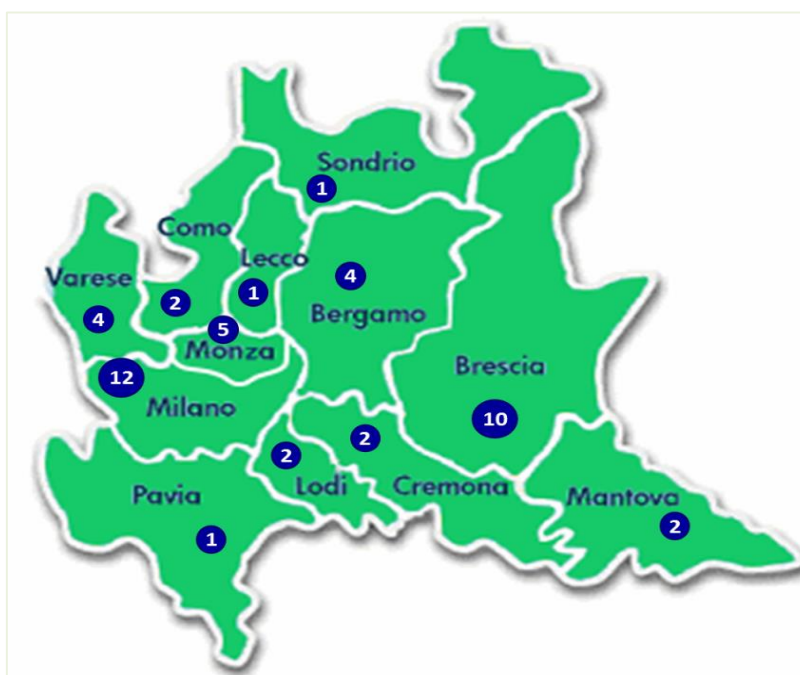 Sondrio
1
Como
Lecco
Varese
4
2
1
4
Bergamo
5
Monza
12
Milano
Brescia
10
2
2
Lodi
Cremona
Pavia
Mantova
2
1